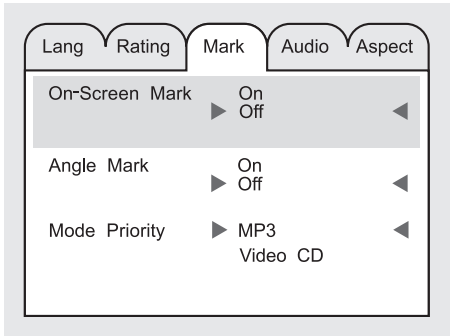 Lang Rating Mark Audio Aspect
On-Screen Mark On
Off
Angle Mark On
Off
Mode Priority MP3
Video CD